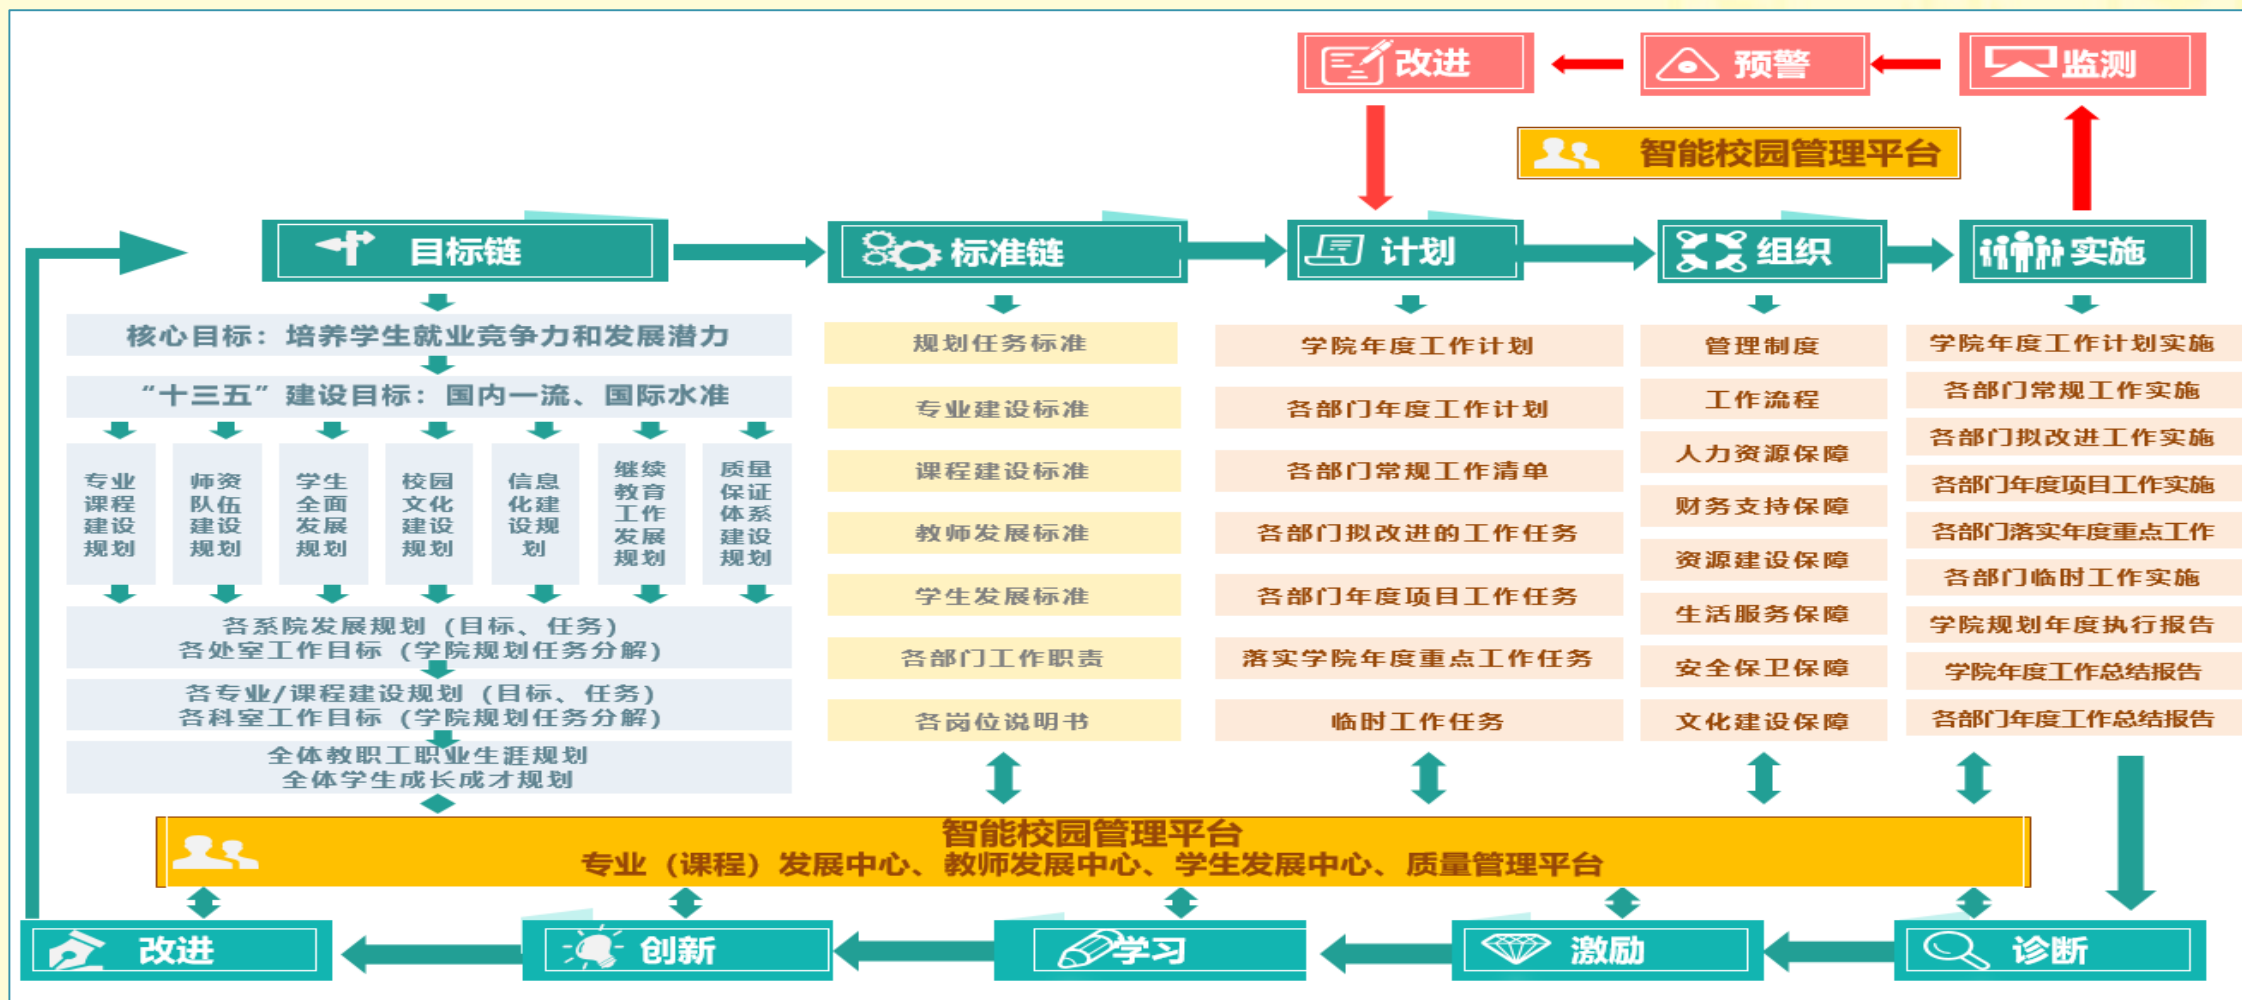 改进
预警
监测
智能校园管理平台
目标链
标准链
计划
组织
实施
核心目标：培养学生就业竞争力和发展潜力
“十三五”建设目标：国内一流、国际水准
专业
课程
建设
规划
师资
队伍
建设
规划
学生
全面
发展
规划
校园
文化
建设
规划
信息
化建
设规
划
继续
教育
工作
发展
规划
质量
保证
体系
建设
规划
各系院发展规划（目标、任务）
各处室工作目标（学院规划任务分解）
各专业/课程建设规划（目标、任务）
各科室工作目标（学院规划任务分解）
全体教职工职业生涯规划
全体学生成长成才规划
规划任务标准
专业建设标准
课程建设标准
教师发展标准
学生发展标准
各部门工作职责
各岗位说明书
学院年度工作计划
各部门年度工作计划
各部门常规工作清单
各部门拟改进的工作任务
各部门年度项目工作任务
落实学院年度重点工作任务
临时工作任务
管理制度
工作流程
人力资源保障
财务支持保障
资源建设保障
生活服务保障
安全保卫保障
文化建设保障
学院年度工作计划实施
各部门常规工作实施
各部门拟改进工作实施
各部门年度项目工作实施
各部门落实年度重点工作
各部门临时工作实施
学院规划年度执行报告
学院年度工作总结报告
各部门年度工作总结报告
智能校园管理平台
专业（课程）发展中心、教师发展中心、学生发展中心、质量管理平台
改进
创新
学习
激励
诊断